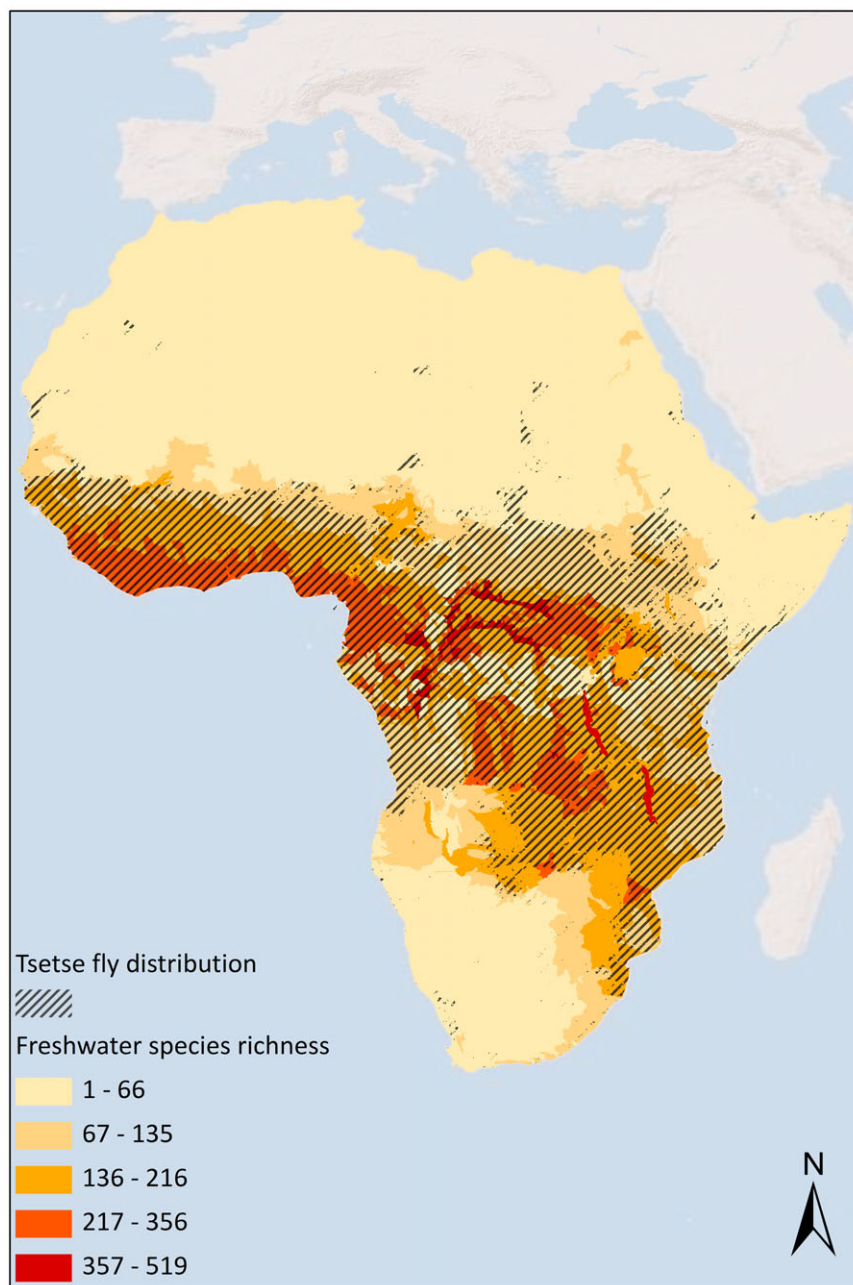 N
Tsetse fly distribution
Freshwater species richness
1 - 66
67 - 135
136 - 216
217 - 356
357 - 519